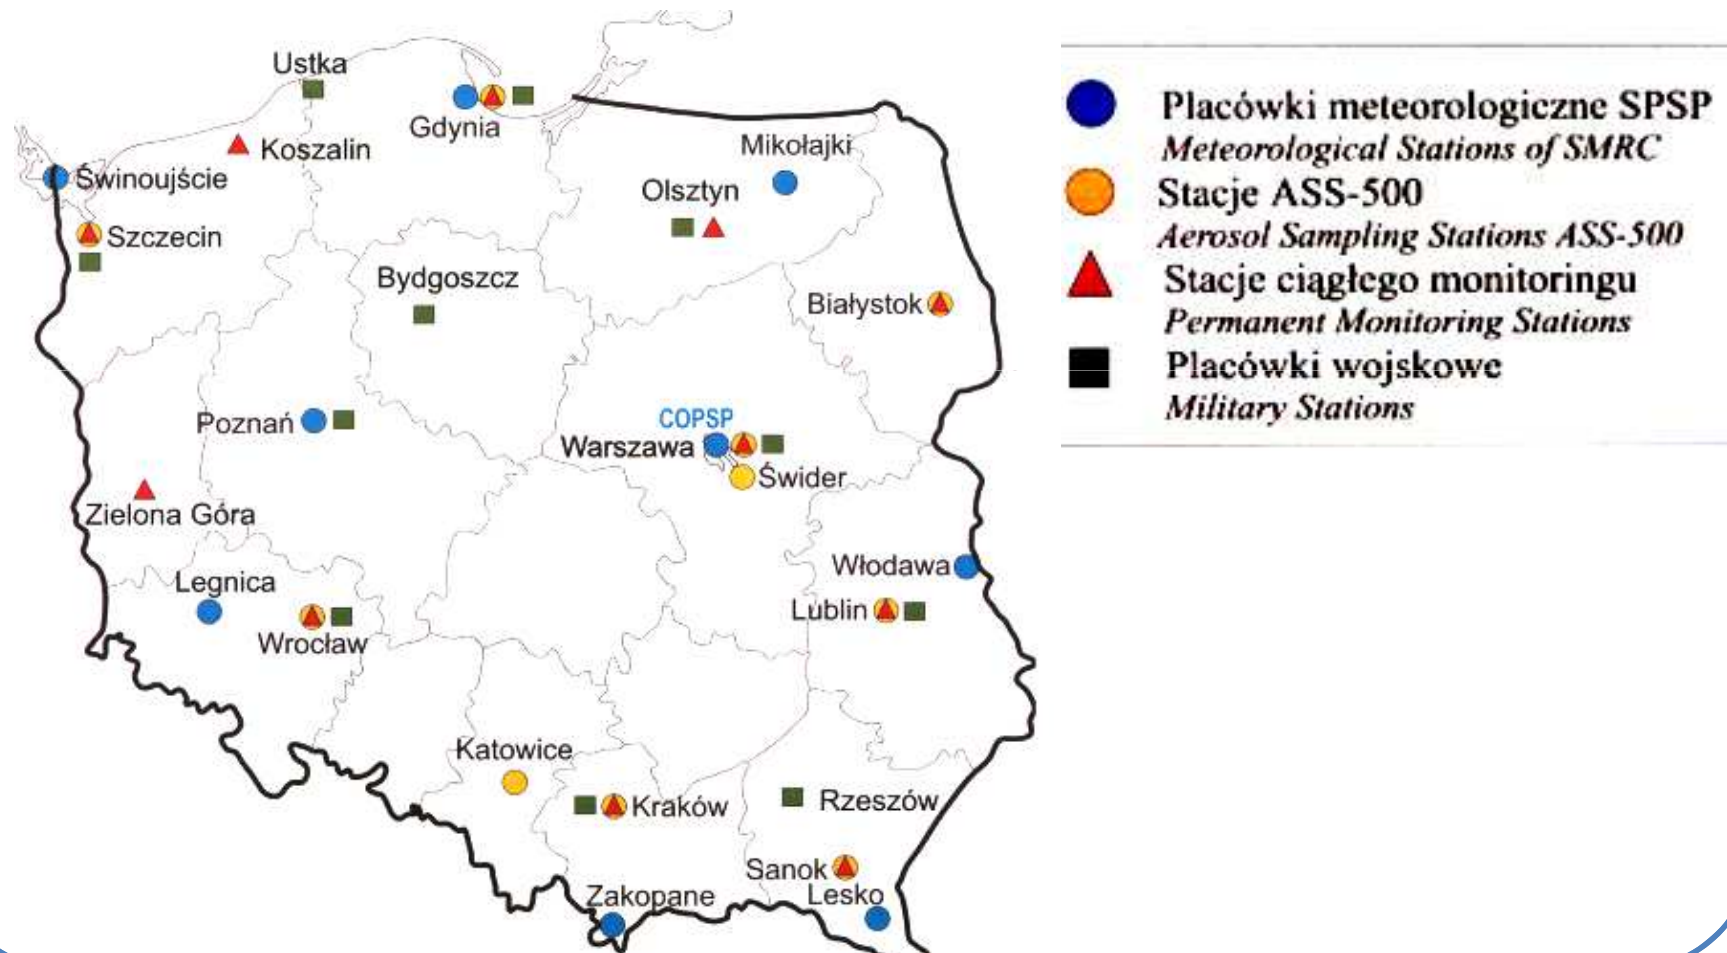 Ustka
Gdynia
Koszalin
Mikołajki
Świnoujście
Olsztyn
Szczecin
Bydgoszcz
Białystok
Poznań
COPSP
Warszawa
Świder
Zielona Góra
Włodawa
Legnica
Lublin
Wrocław
Katowice
Kraków
Rzeszów
Sanok
Zakopane
Lesko
Placówki meteorologiczne SPSP
Meteorological Stations of SMRC
Stacje ASS-500
Aerosol Sampling Stations ASS-500
Stacje ciągłego monitoringu
Permanent Monitoring Stations
Placówki wojskowe
Military Stations